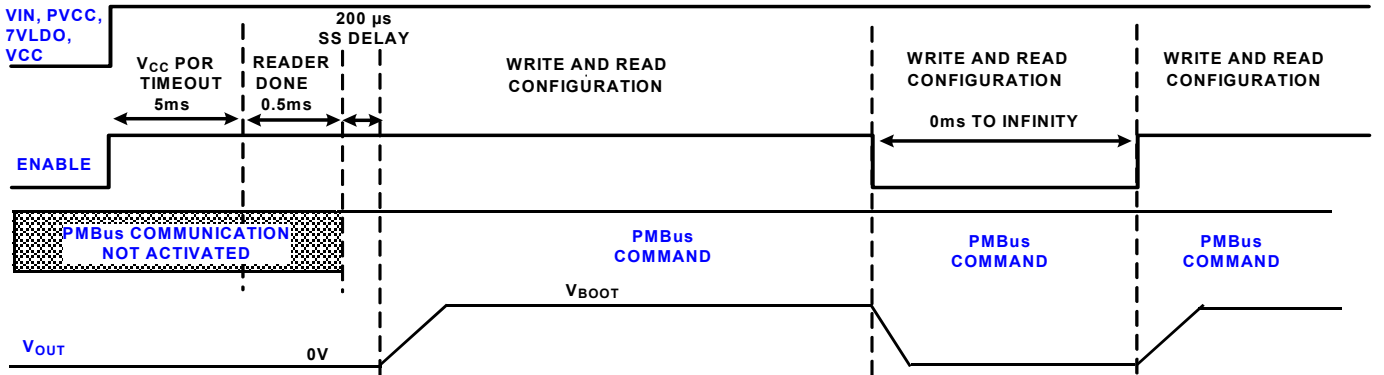 VIN, PVCC,
7VLDO,
VCC
200 µs
SS DELAY
VCC POR
TIMEOUT
5ms
READER
DONE
0.5ms
WRITE AND READ
CONFIGURATION
WRITE AND READ
CONFIGURATION
WRITE AND READ
CONFIGURATION
0ms TO INFINITY
ENABLE
PMBus COMMUNICATION
NOT ACTIVATED
PMBus
COMMAND
PMBus
COMMAND
PMBus
COMMAND
VBOOT
VOUT
0V